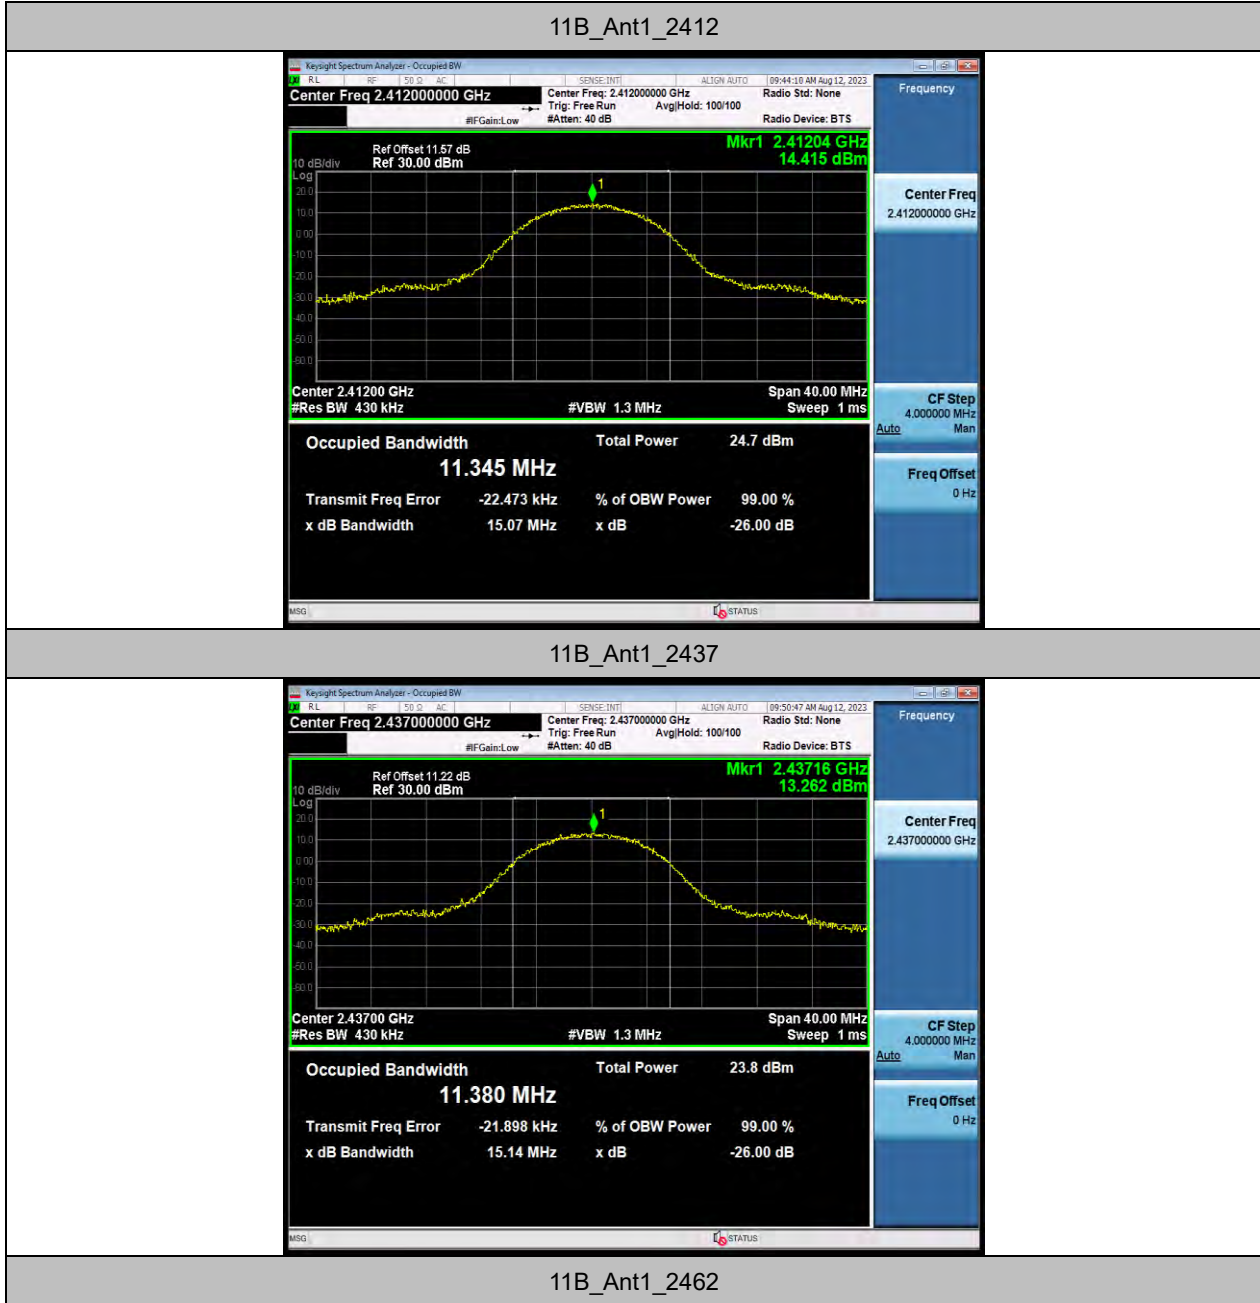 11B_Ant1_2412
Keysight Spectrum Analyzer - Occupied BW
RL RF 50 Ω AC SENSE:INT ALIGN AUTO 09:44:10 AM Aug 12, 2023
Center Freq 2.412000000 GHz Center Freq: 2.412000000 GHz Radio Std: None
Trig: Free Run Avg|Hold: 100/100
#IFGain:Low #Atten: 40 dB Radio Device: BTS
Frequency
Mkr1 2.41204 GHz
14.415 dBm
Ref Offset 11.57 dB
10 dB/div Ref 30.00 dBm
Log
20.0
10.0
0.00
-10.0
-20.0
-30.0
-40.0
-50.0
-60.0
1
Center Freq
2.412000000 GHz
Center 2.41200 GHz Span 40.00 MHz
#Res BW 430 kHz #VBW 1.3 MHz Sweep 1 ms
CF Step
4.000000 MHz
Auto Man
Occupied Bandwidth Total Power 24.7 dBm
11.345 MHz
Transmit Freq Error -22.473 kHz % of OBW Power 99.00 %
x dB Bandwidth 15.07 MHz x dB -26.00 dB
Freq Offset
0 Hz
MSG STATUS
11B_Ant1_2437
Keysight Spectrum Analyzer - Occupied BW
RL RF 50 Ω AC SENSE:INT ALIGN AUTO 09:50:47 AM Aug 12, 2023
Center Freq 2.437000000 GHz Center Freq: 2.437000000 GHz Radio Std: None
Trig: Free Run Avg|Hold: 100/100
#IFGain:Low #Atten: 40 dB Radio Device: BTS
Frequency
Mkr1 2.43716 GHz
13.262 dBm
Ref Offset 11.22 dB
10 dB/div Ref 30.00 dBm
Log
20.0
10.0
0.00
-10.0
-20.0
-30.0
-40.0
-50.0
-60.0
1
Center Freq
2.437000000 GHz
Center 2.43700 GHz Span 40.00 MHz
#Res BW 430 kHz #VBW 1.3 MHz Sweep 1 ms
CF Step
4.000000 MHz
Auto Man
Occupied Bandwidth Total Power 23.8 dBm
11.380 MHz
Transmit Freq Error -21.898 kHz % of OBW Power 99.00 %
x dB Bandwidth 15.14 MHz x dB -26.00 dB
Freq Offset
0 Hz
MSG STATUS
11B_Ant1_2462